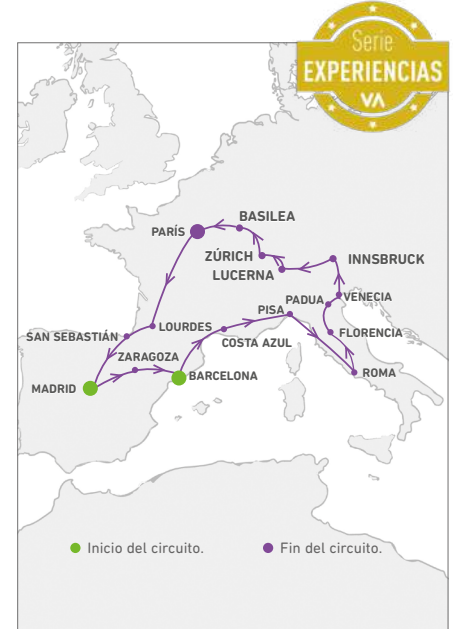 Serie
EXPERIENCIAS
VA
BASILEA
PARÍS
ZÚRICH
INNSBRUCK
LUCERNA
PADUA
VENECIA
PISA
LOURDES
SAN SEBASTIÁN
FLORENCIA
COSTA AZUL
ZARAGOZA
ROMA
BARCELONA
MADRID
Inicio del circuito.
Fin del circuito.